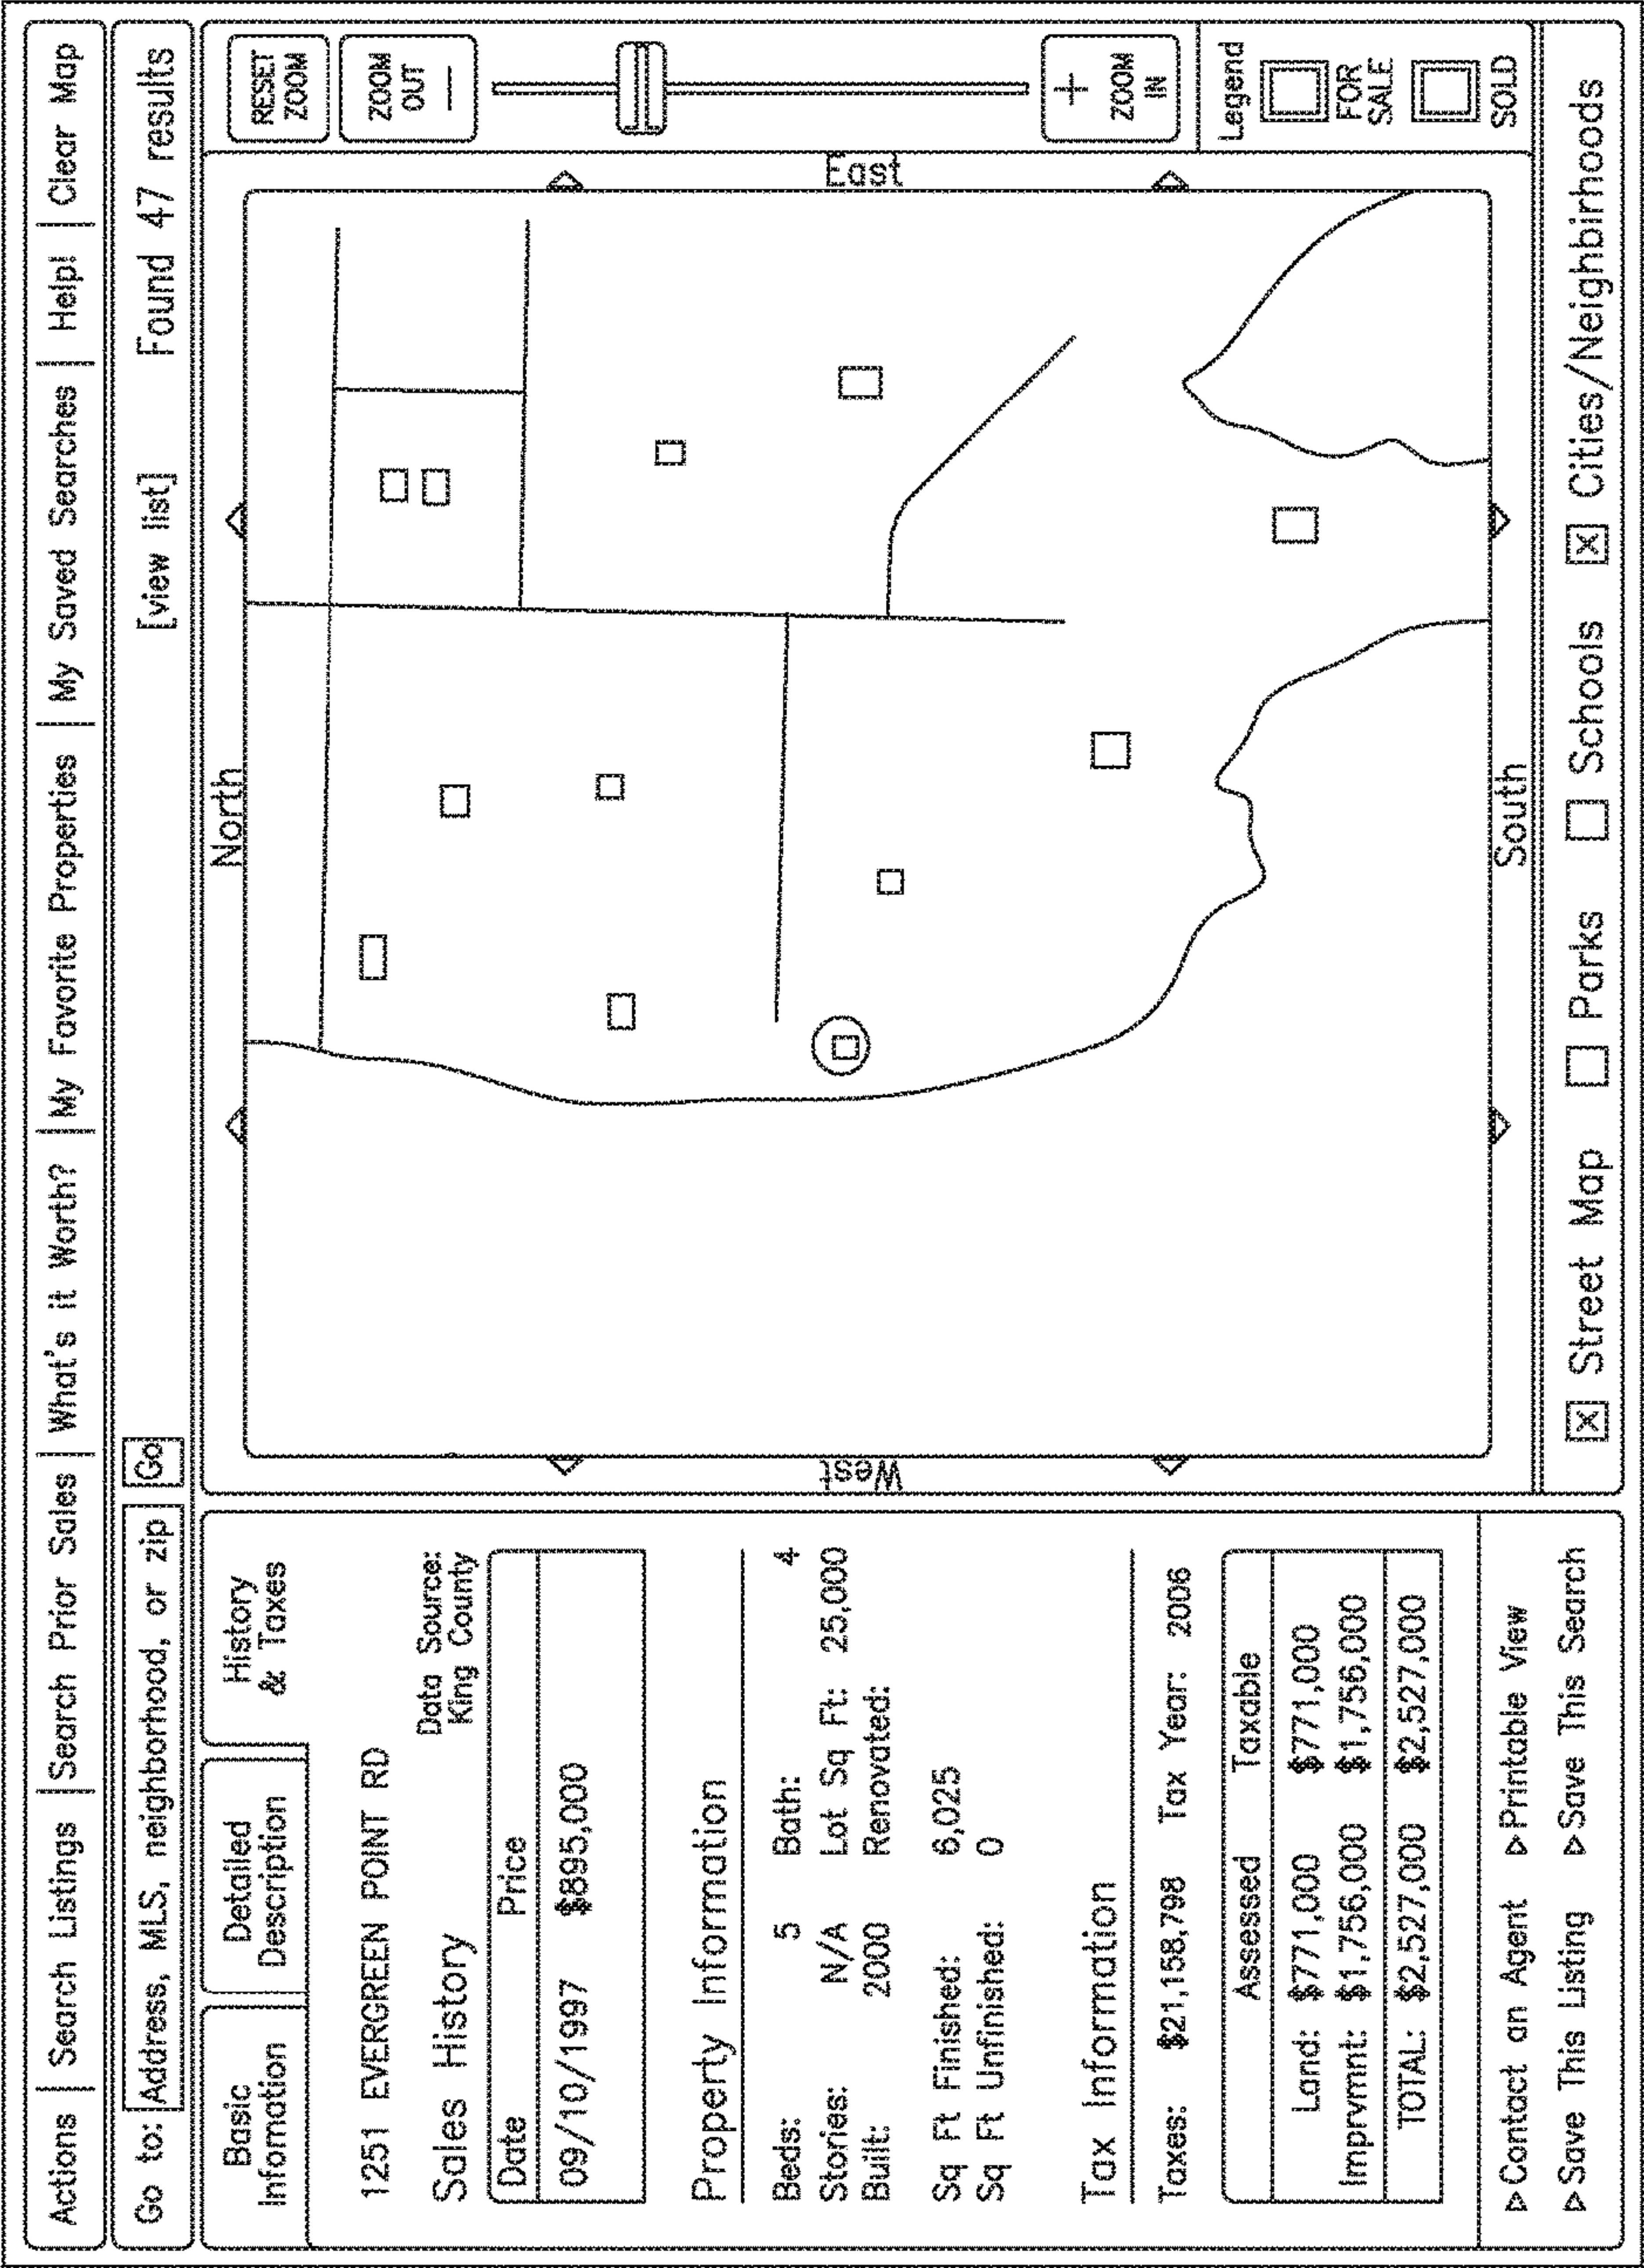 Actions | Search Listings | Search Prior Sales | What's it Worth? | My Favorite Properties | My Saved Searches | Help! | Clear Map
Go to: Address, MLS, neighborhood, or zip Go [view list] Found 47 results
Basic
Infomation
Detailed
Description
History
& Taxes
1251 EVERGREEN POINT RD
Sales History
Data Source:
King County
Date Price
09/10/1997 $895,000
Property Information
Beds: 5 Bath: 4
Stories: N/A Lot Sq Ft: 25,000
Built: 2000 Renovated:
Sq Ft Finished: 6,025
Sq Ft Unfinished: 0
Tax Information
Taxes: $21,158,798 Tax Year: 2006
Assessed Taxable
Land: $771,000 $771,000
Imprvmnt: $1,756,000 $1,756,000
TOTAL: $2,527,000 $2,527,000
Contact an Agent Printable View
Save This Listing Save This Search
North
West
East
South
RESET
ZOOM
ZOOM
OUT
—
+
ZOOM
IN
Legend
FOR
SALE
SOLD
[X] Street Map Parks Schools [X] Cities/Neighbirhoods